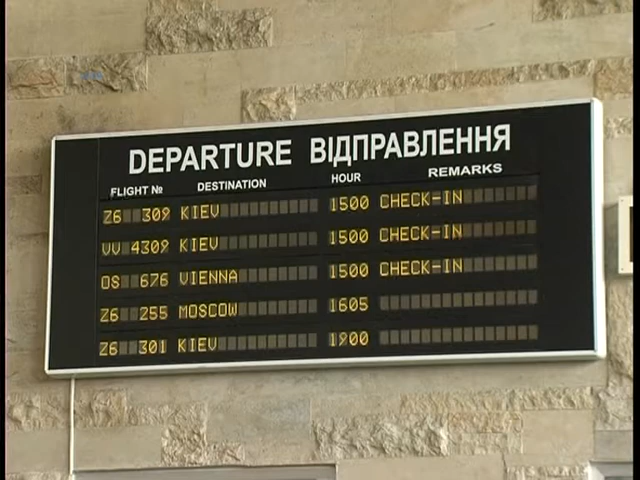 DEPARTURE ВІДПРАВЛЕННЯ
FLIGHT № DESTINATION HOUR REMARKS
Z6 309 KIEV 1500 CHECK-IN
VV 4309 KIEV 1500 CHECK-IN
OS 676 VIENNA 1500 CHECK-IN
Z6 255 MOSCOW 1605
Z6 301 KIEV 1900